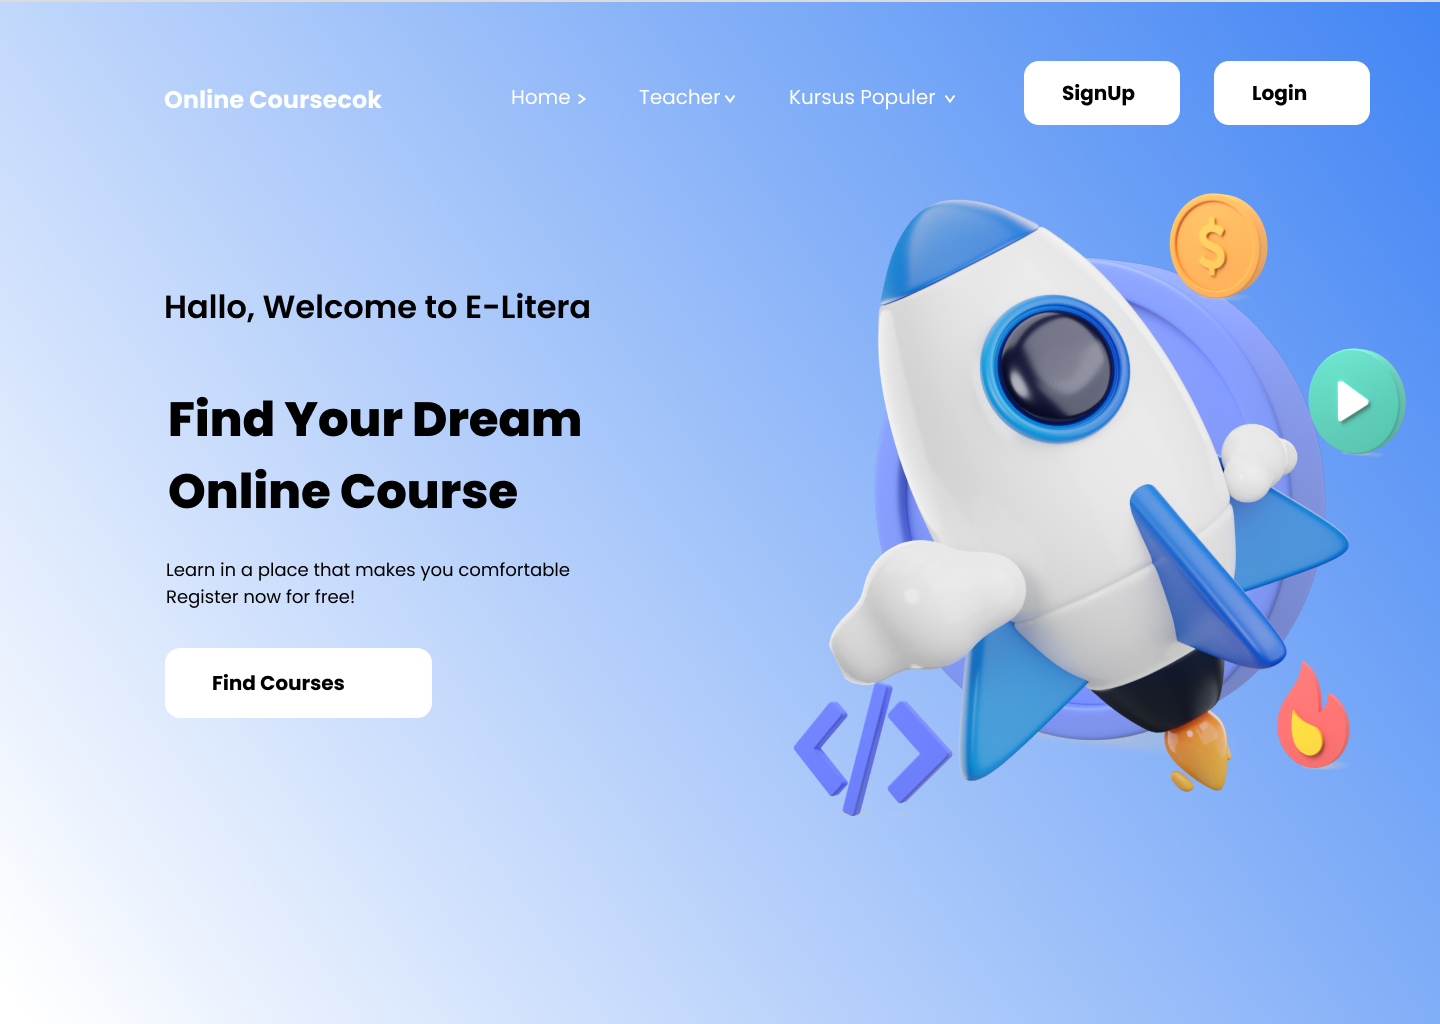 Online Coursecok
Home >
Teacher
Kursus Populer
SignUp
Login
Hallo, Welcome to E-Litera
Find Your Dream
Online Course
Learn in a place that makes you comfortable
Register now for free!
Find Courses
$
</>